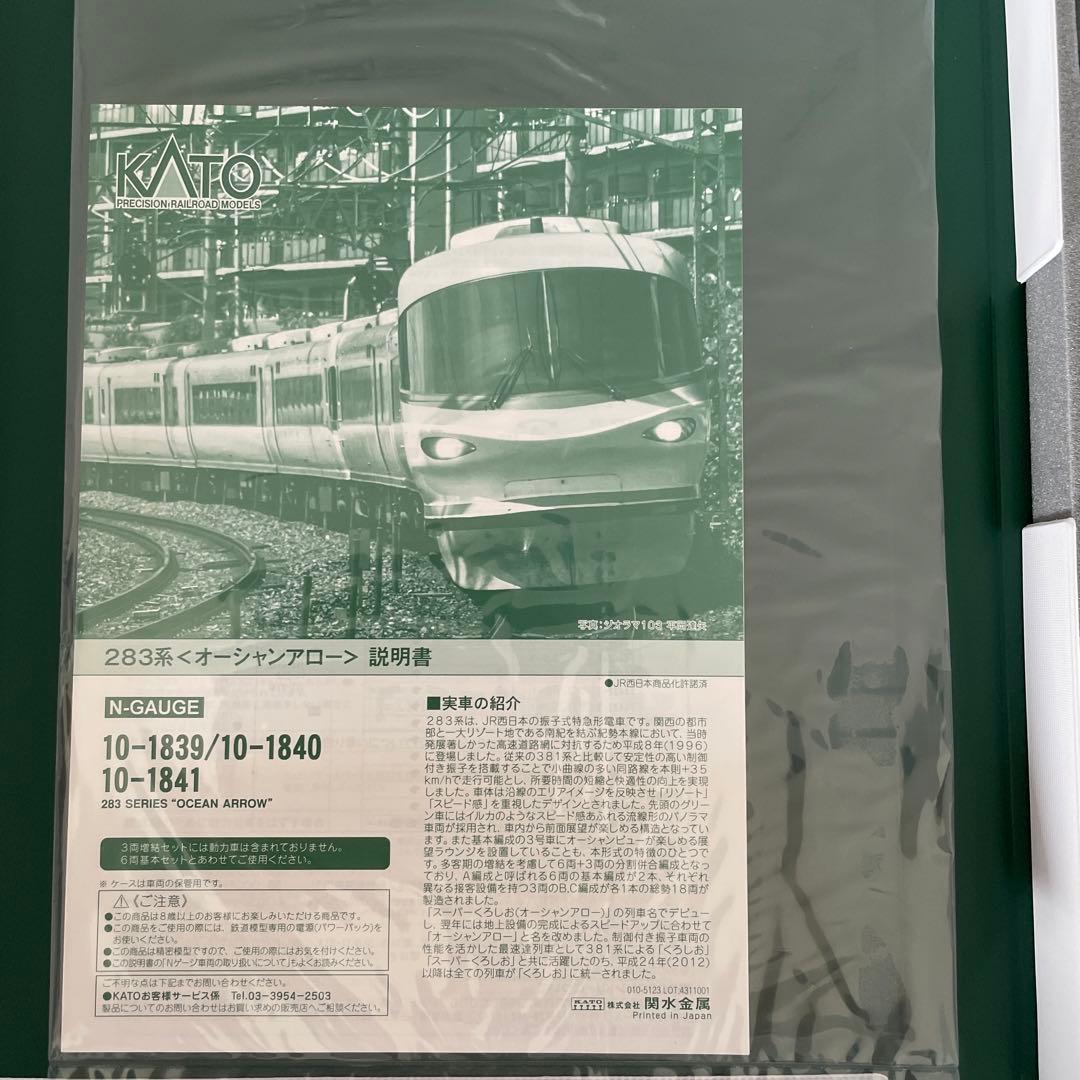 KATO
PRECISION RAILROAD MODELS
写真:ジオラマ103
283系<オーシャンアロー> 説明書
●JR西日本商品化許諾済
N-GAUGE
10-1839/10-1840
10-1841
283 SERIES "OCEAN ARROW"
3両増結セットには動力車は含まれておりません。
6両基本セットとあわせてご使用ください。
※ ケースは車両の保管用です。
⚠《ご注意》
●この商品は8歳以上のお客様にお楽しみいただける商品です。
●この商品をご使用の際には、鉄道模型専用の電源(パワーパック)を
お使いください。
●この商品は精密模型ですので、ご使用の際にはお気を付けください。
●この説明書の「Nゲージ車両の取り扱いについて」もよくお読みください。
ご不明な点は下記までお問い合わせください。
●KATOお客様サービス係 Tel.03-3954-2503
製品についてのお問い合わせはお買い求めの販売店へご相談ください。
■実車の紹介
283系は、JR西日本の振子式特急形電車です。関西の都市
部と一大リゾート地である南紀を結ぶ紀勢本線において、当時
発展著しかった高速道路網に対抗するため平成8年(1996)
に登場しました。従来の381系と比較して安定性の高い制御
付き振子を搭載することで小曲線の多い同路線を本則+35
km/hで走行可能とし、所要時間の短縮と快適性の向上を実現
しました。車体は沿線のエリアイメージを反映させ「リゾート」
「スピード感」を重視したデザインとされました。先頭のグリー
ン車にはイルカのようなスピード感あふれる流線形のパノラマ
車両が採用され、車内から前面展望が楽しめる構造となっていま
す。また基本編成の3号車にオーシャンビューが楽しめる展
望ラウンジを設置していることも、本形式の特徴のひとつで
す。多客期の増結を考慮して6両+3両の分割併合編成となっ
ており、A編成と呼ばれる6両の基本編成が2本、それぞれ
異なる接客設備を持つ3両のB,C編成が各1本の総勢18両が
製造されました。
「スーパーくろしお(オーシャンアロー)」の列車名でデビュー
し、翌年には地上設備の完成によるスピードアップに合わせて
「オーシャンアロー」と名を改めました。制御付き振子車両の
性能を活かした最速達列車として381系による「くろしお」
「スーパーくろしお」と共に活躍したのち、平成24年(2012)
以降は全ての列車が「くろしお」に統一されました。
010-5123 LOT:4311001
KATO 株式会社 関水金属
Printed in Japan